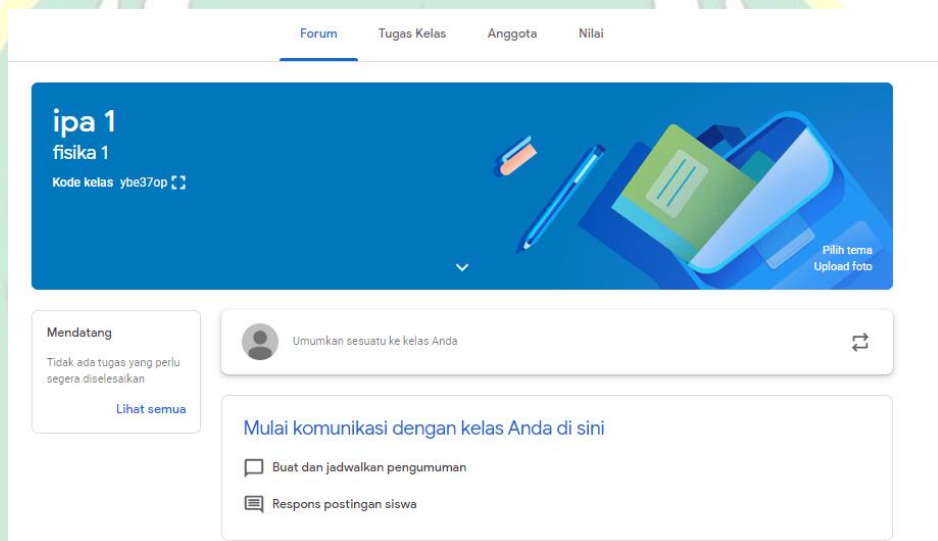 Forum Tugas Kelas Anggota Nilai
ipa 1
fisika 1
Kode kelas ybe37op
Pilih tema
Upload foto
Mendatang
Tidak ada tugas yang perlu
segera diselesaikan
Lihat semua
Umumkan sesuatu ke kelas Anda
Mulai komunikasi dengan kelas Anda di sini
Buat dan jadwalkan pengumuman
Respons postingan siswa